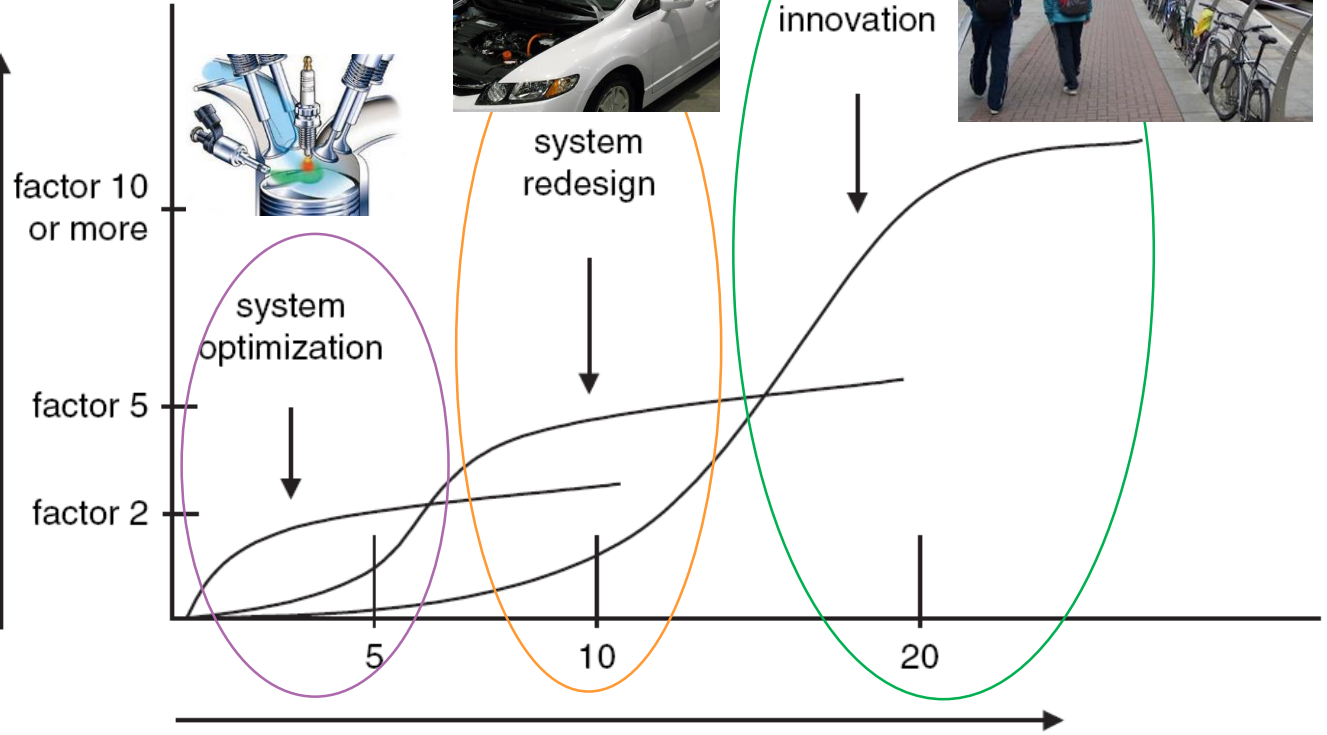 innovation
system
redesign
factor 10
or more
system
optimization
factor 5
factor 2
5
10
20